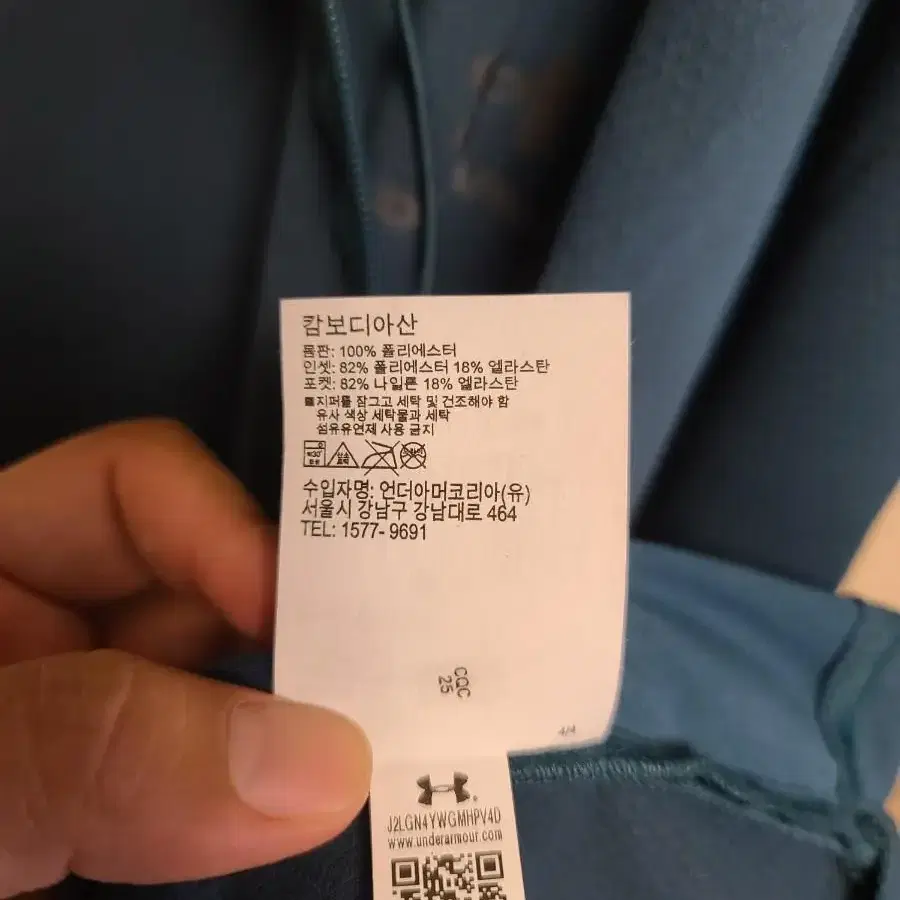 캄보디아산
몸판: 100% 폴리에스터
인셋: 82% 폴리에스터 18% 엘라스탄
포켓: 82% 나일론 18% 엘라스탄
지퍼를 잠그고 세탁 및 건조해야 함
유사 색상 세탁물과 세탁
섬유유연제 사용 금지
수입자명: 언더아머코리아(유)
서울시 강남구 강남대로 464
TEL: 1577- 9691
CQC
25
4/4
J2LGN4YWGMHPV4D
www.underarmour.com